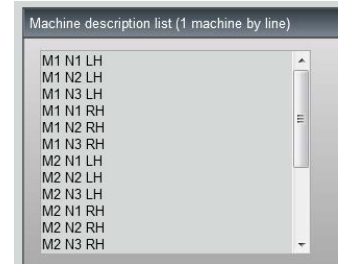 Machine description list (1 machine by line)
M1 N1 LH
M1 N2 LH
M1 N3 LH
M1 N1 RH
M1 N2 RH
M1 N3 RH
M2 N1 LH
M2 N2 LH
M2 N3 LH
M2 N1 RH
M2 N2 RH
M2 N3 RH